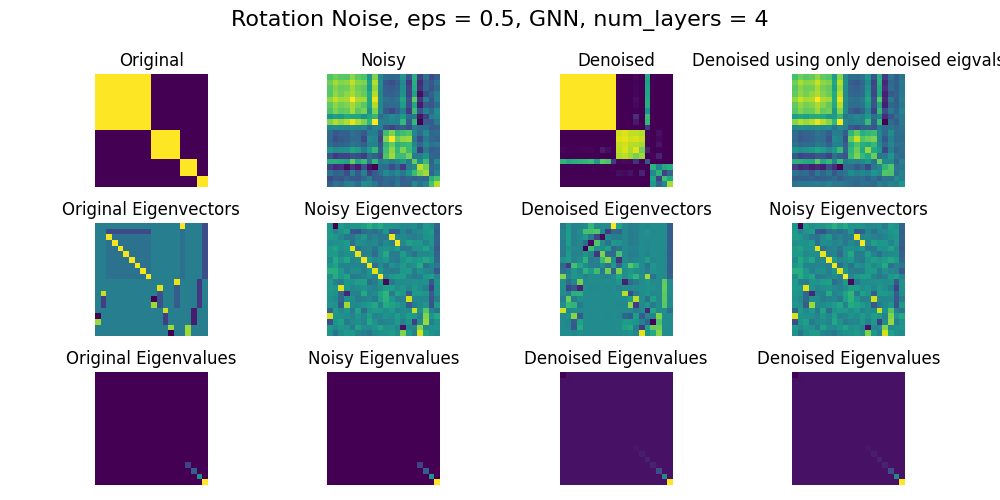 Rotation Noise, eps = 0.5, GNN, num_layers = 4
Original
Noisy
Denoised
Denoised using only denoised eigvals
Original Eigenvectors
Noisy Eigenvectors
Denoised Eigenvectors
Noisy Eigenvectors
Original Eigenvalues
Noisy Eigenvalues
Denoised Eigenvalues
Denoised Eigenvalues